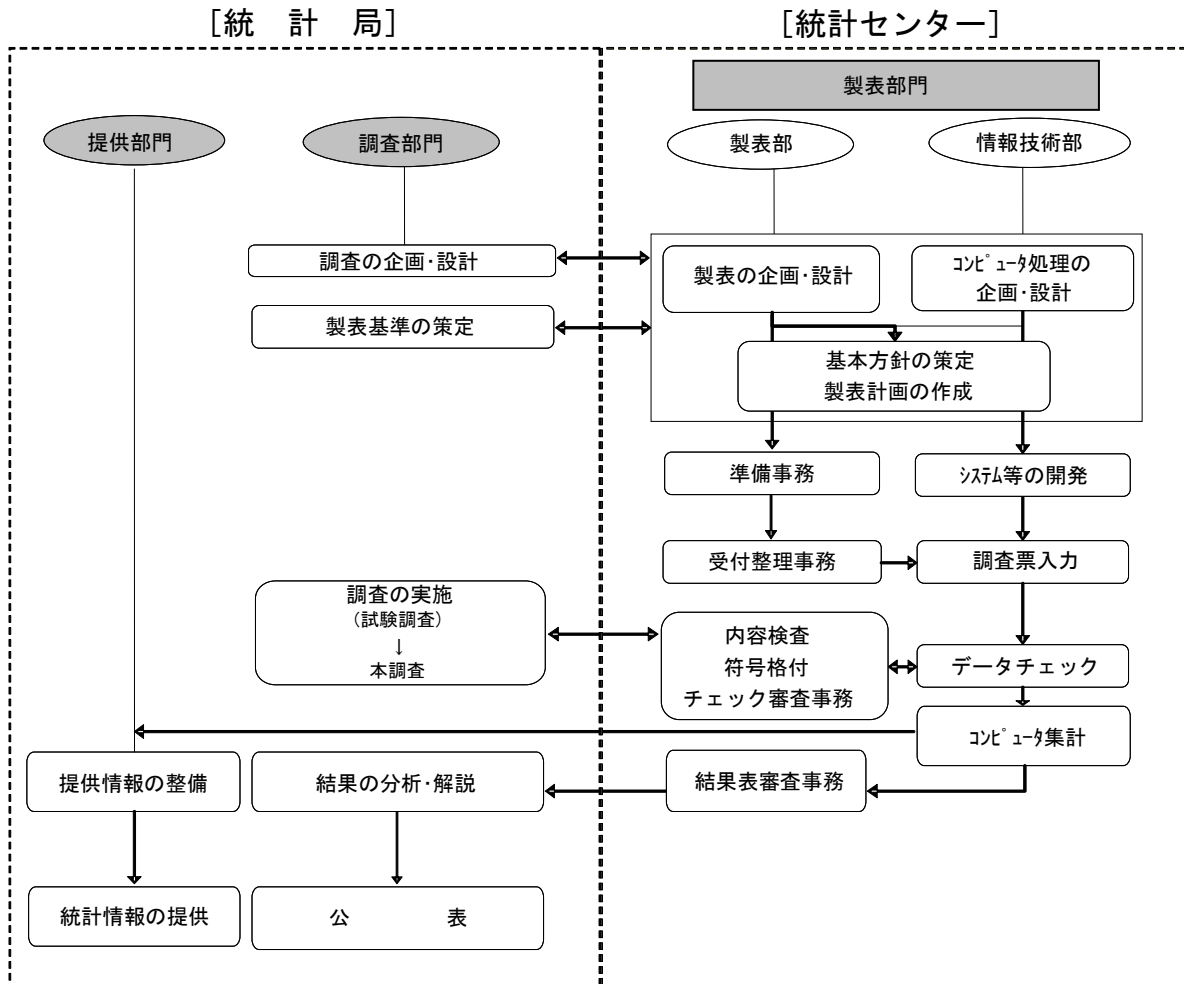 ［統　計　局］
［統計センター］
製表部門
提供部門
調査部門
製表部
情報技術部
調査の企画・設計
製表の企画・設計
ｺﾝﾋﾟｭｰﾀ処理の
企画・設計
製表基準の策定
基本方針の策定
製表計画の作成
準備事務
ｼｽﾃﾑ等の開発
受付整理事務
調査票入力
調査の実施
（試験調査）
↓
本調査
内容検査
符号格付
チェック審査事務
データチェック
ｺﾝﾋﾟｭｰﾀ集計
提供情報の整備
結果の分析・解説
結果表審査事務
統計情報の提供
公　　　　表